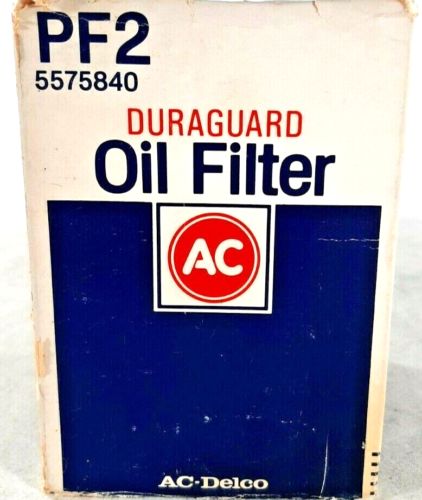 PF2
5575840
DURAGUARD
Oil Filter
AC
AC-Delco